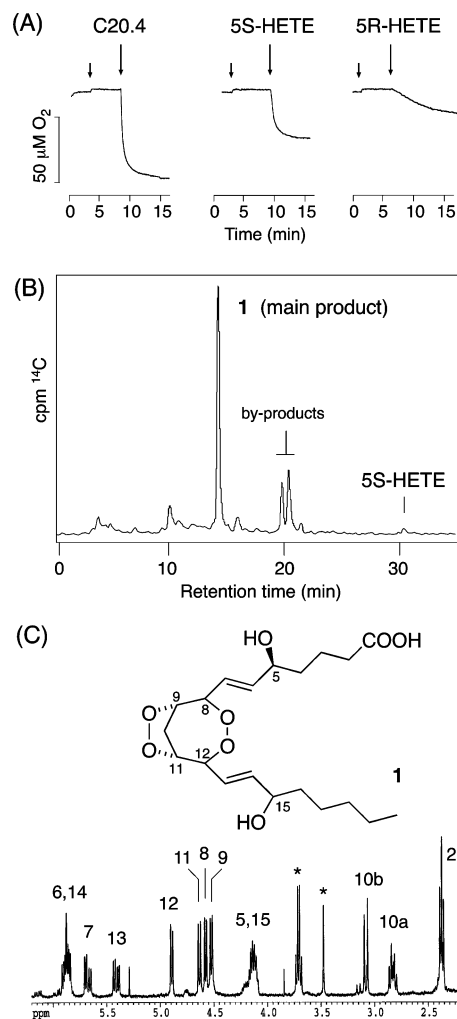 (A)
C20.4 5S-HETE 5R-HETE
50 µM O2
0 5 10 15 0 5 10 15 0 5 10 15
Time (min)
(B)
1 (main product)
cpm 14C
by-products
5S-HETE
0 10 20 30
Retention time (min)
(C)
HO COOH
5
9 8
O O
O O
11 12
1
HO 15
11 8 9
6,14 7 13 12 5,15 * * 10b 10a 2
ppm 5.5 5.0 4.5 4.0 3.5 3.0 2.5